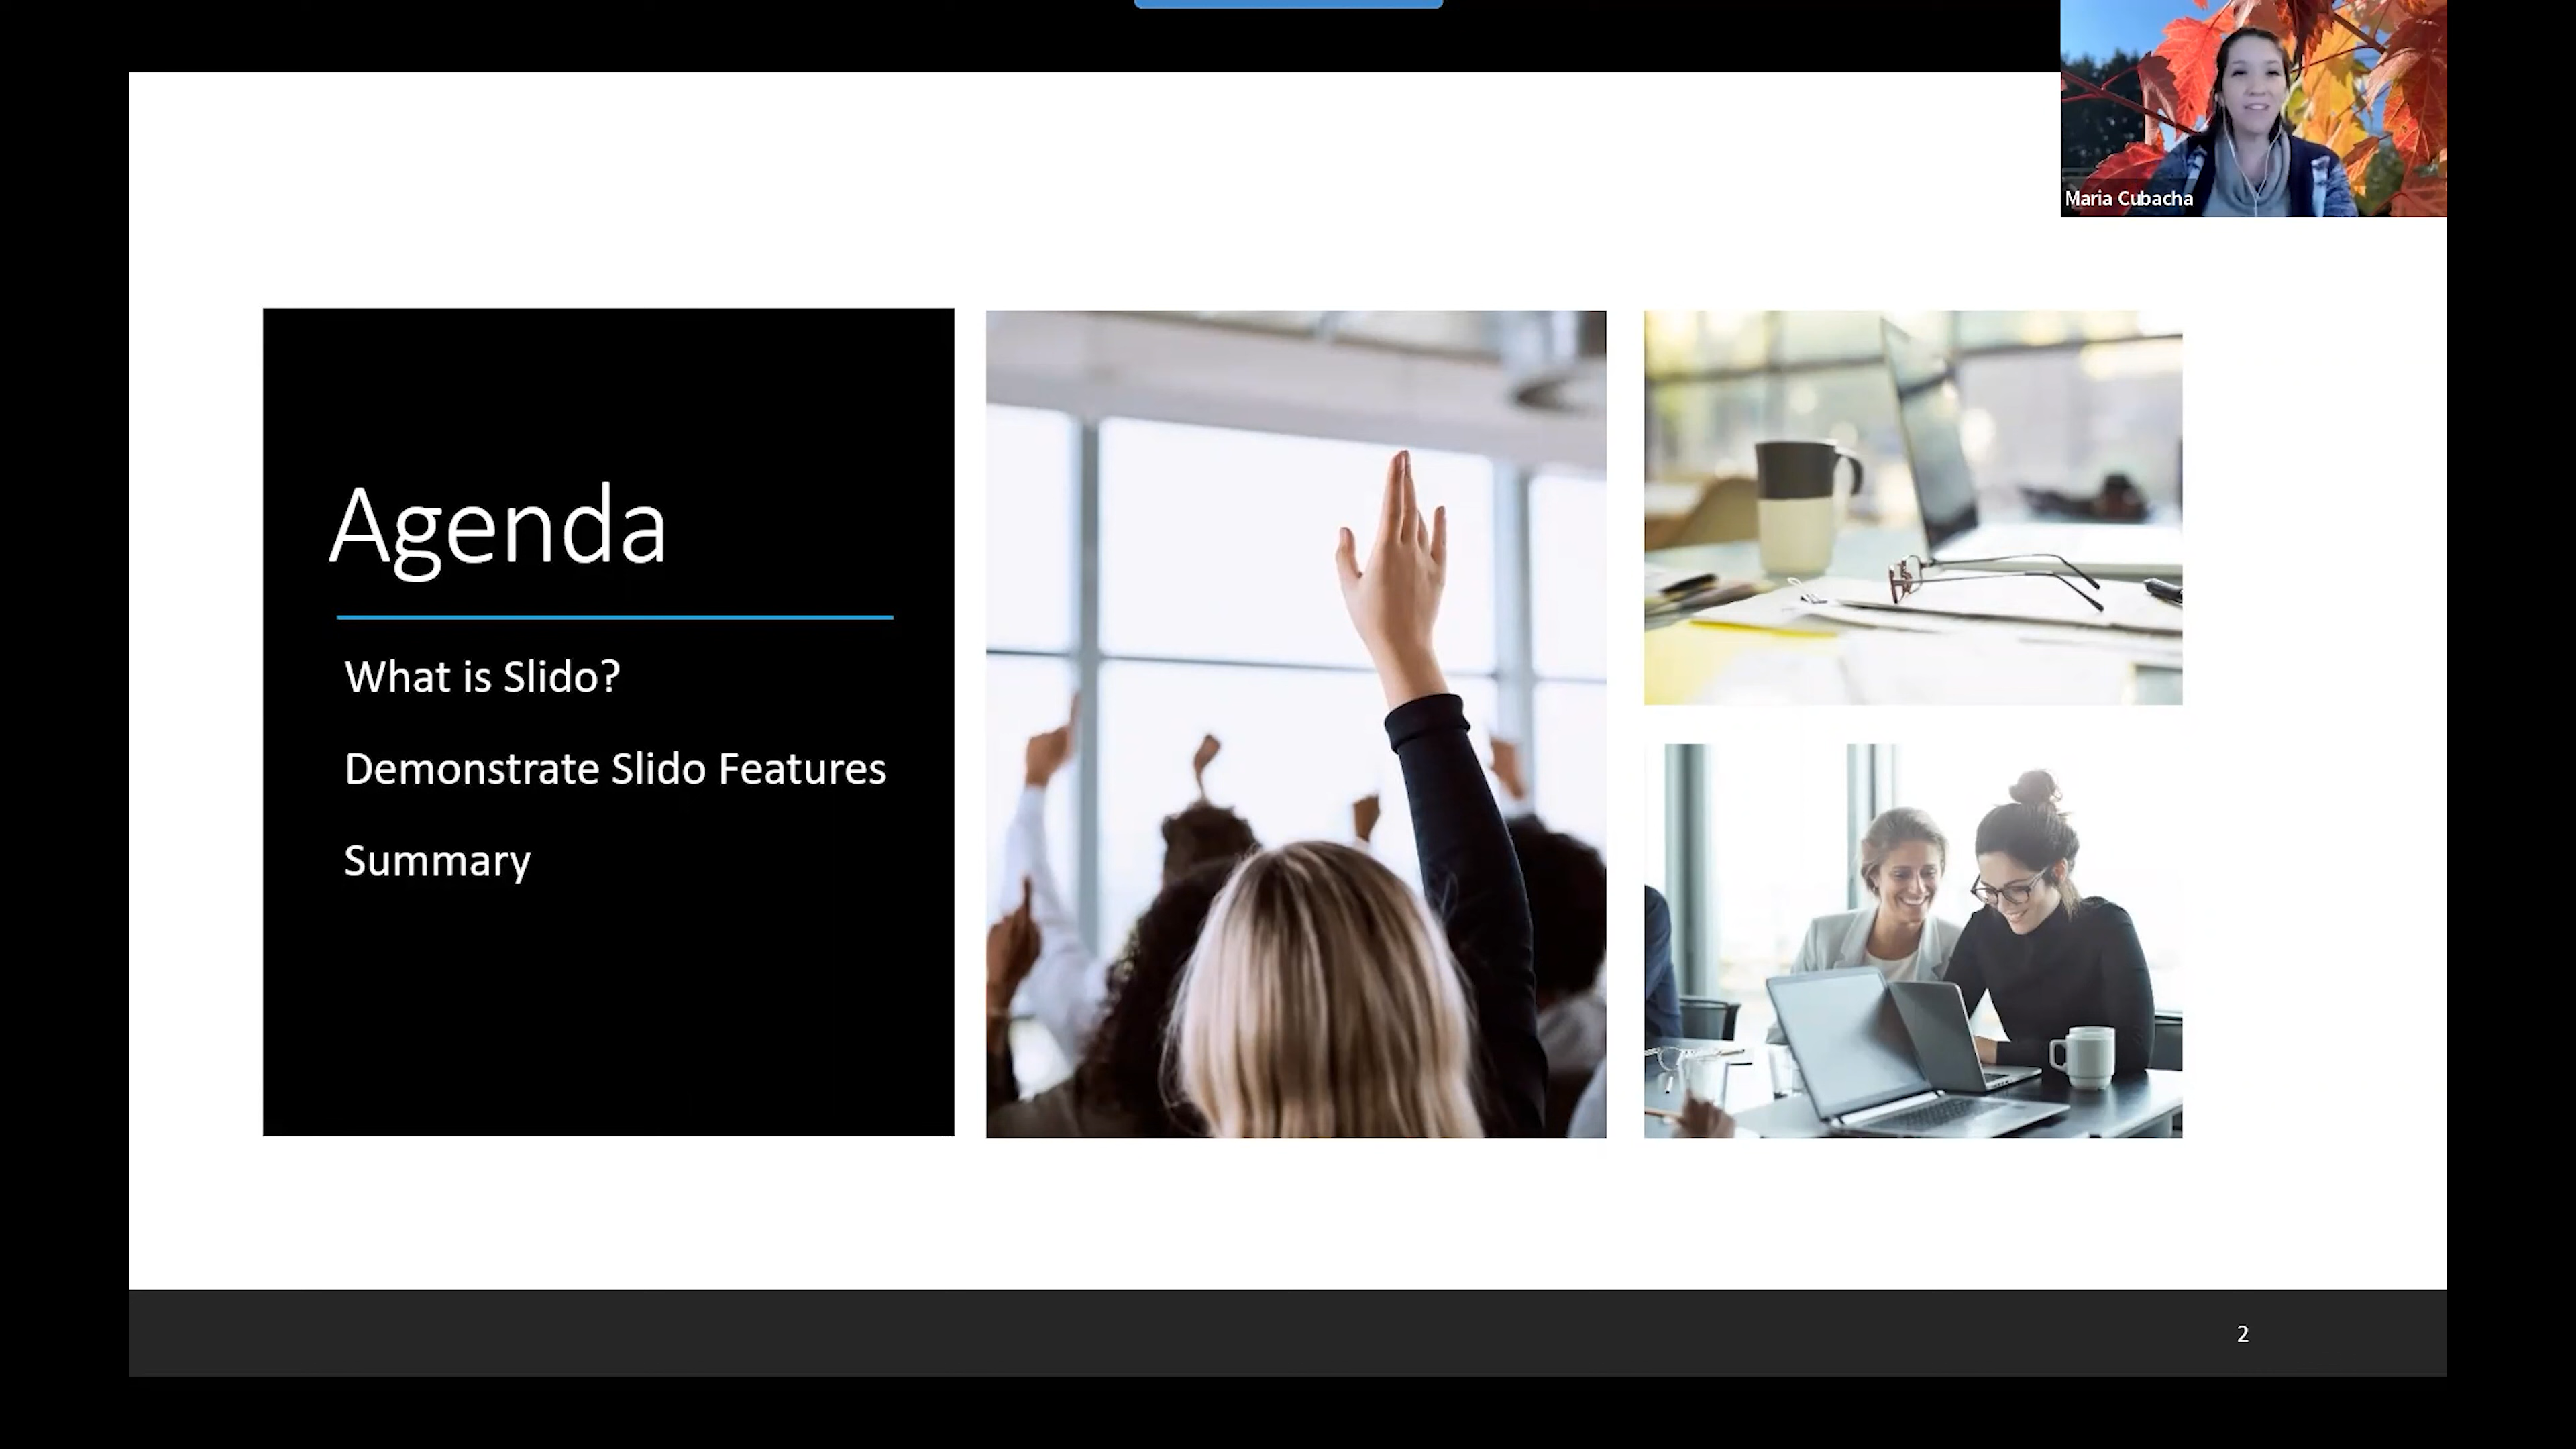 Maria Cubacha
Agenda
What is Slido?
Demonstrate Slido Features
Summary
2